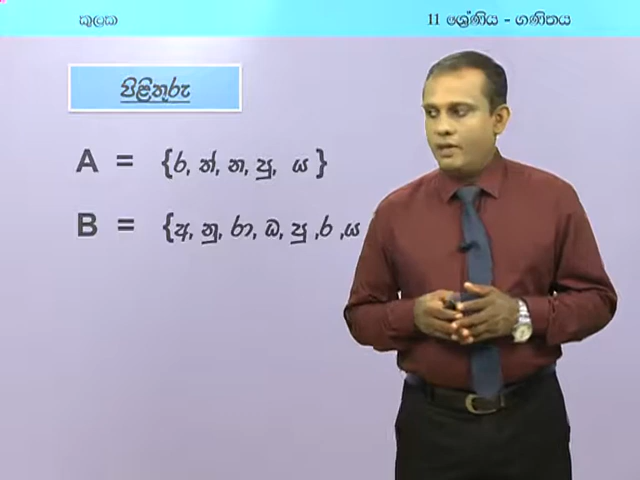 කුලක
11 ශ්‍රේණිය - ගණිතය
පිළිතුරු
A = {ර, ත්, න, පු, ය}
B = {අ, නු, රා, ධ, පු ,ර ,ය